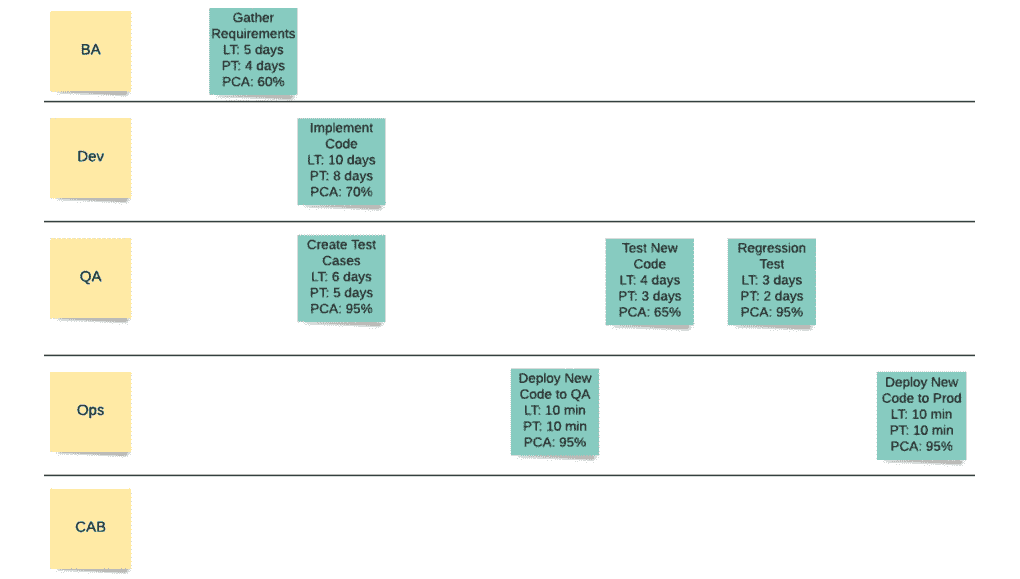 BA
Gather
Requirements
LT: 5 days
PT: 4 days
PCA: 60%
Dev
Implement
Code
LT: 10 days
PT: 8 days
PCA: 70%
QA
Create Test
Cases
LT: 6 days
PT: 5 days
PCA: 95%
Test New
Code
LT: 4 days
PT: 3 days
PCA: 65%
Regression
Test
LT: 3 days
PT: 2 days
PCA: 95%
Ops
Deploy New
Code to QA
LT: 10 min
PT: 10 min
PCA: 95%
Deploy New
Code to Prod
LT: 10 min
PT: 10 min
PCA: 95%
CAB